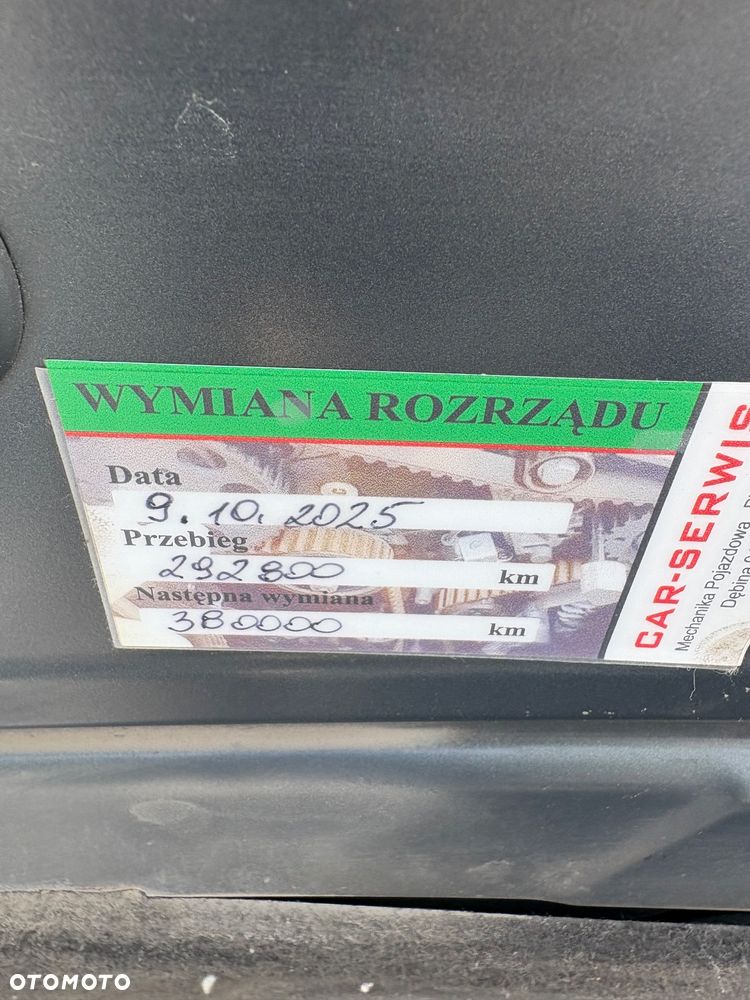 WYMIANA ROZRZĄDU
Data
9.10.2025
Przebieg
292800 km
Następna wymiana
380000 km
CAR-SERWIS
Mechanika Pojazdowa
Dębina
OTOMOTO